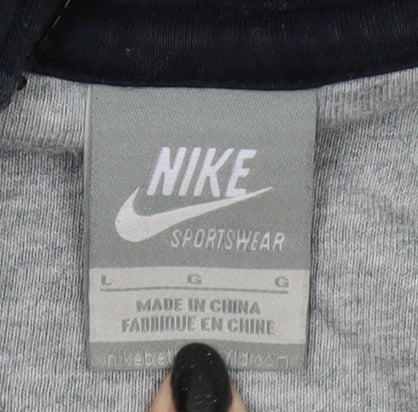 NIKE
SPORTSWEAR
L G G
MADE IN CHINA
FABRIQUE EN CHINE